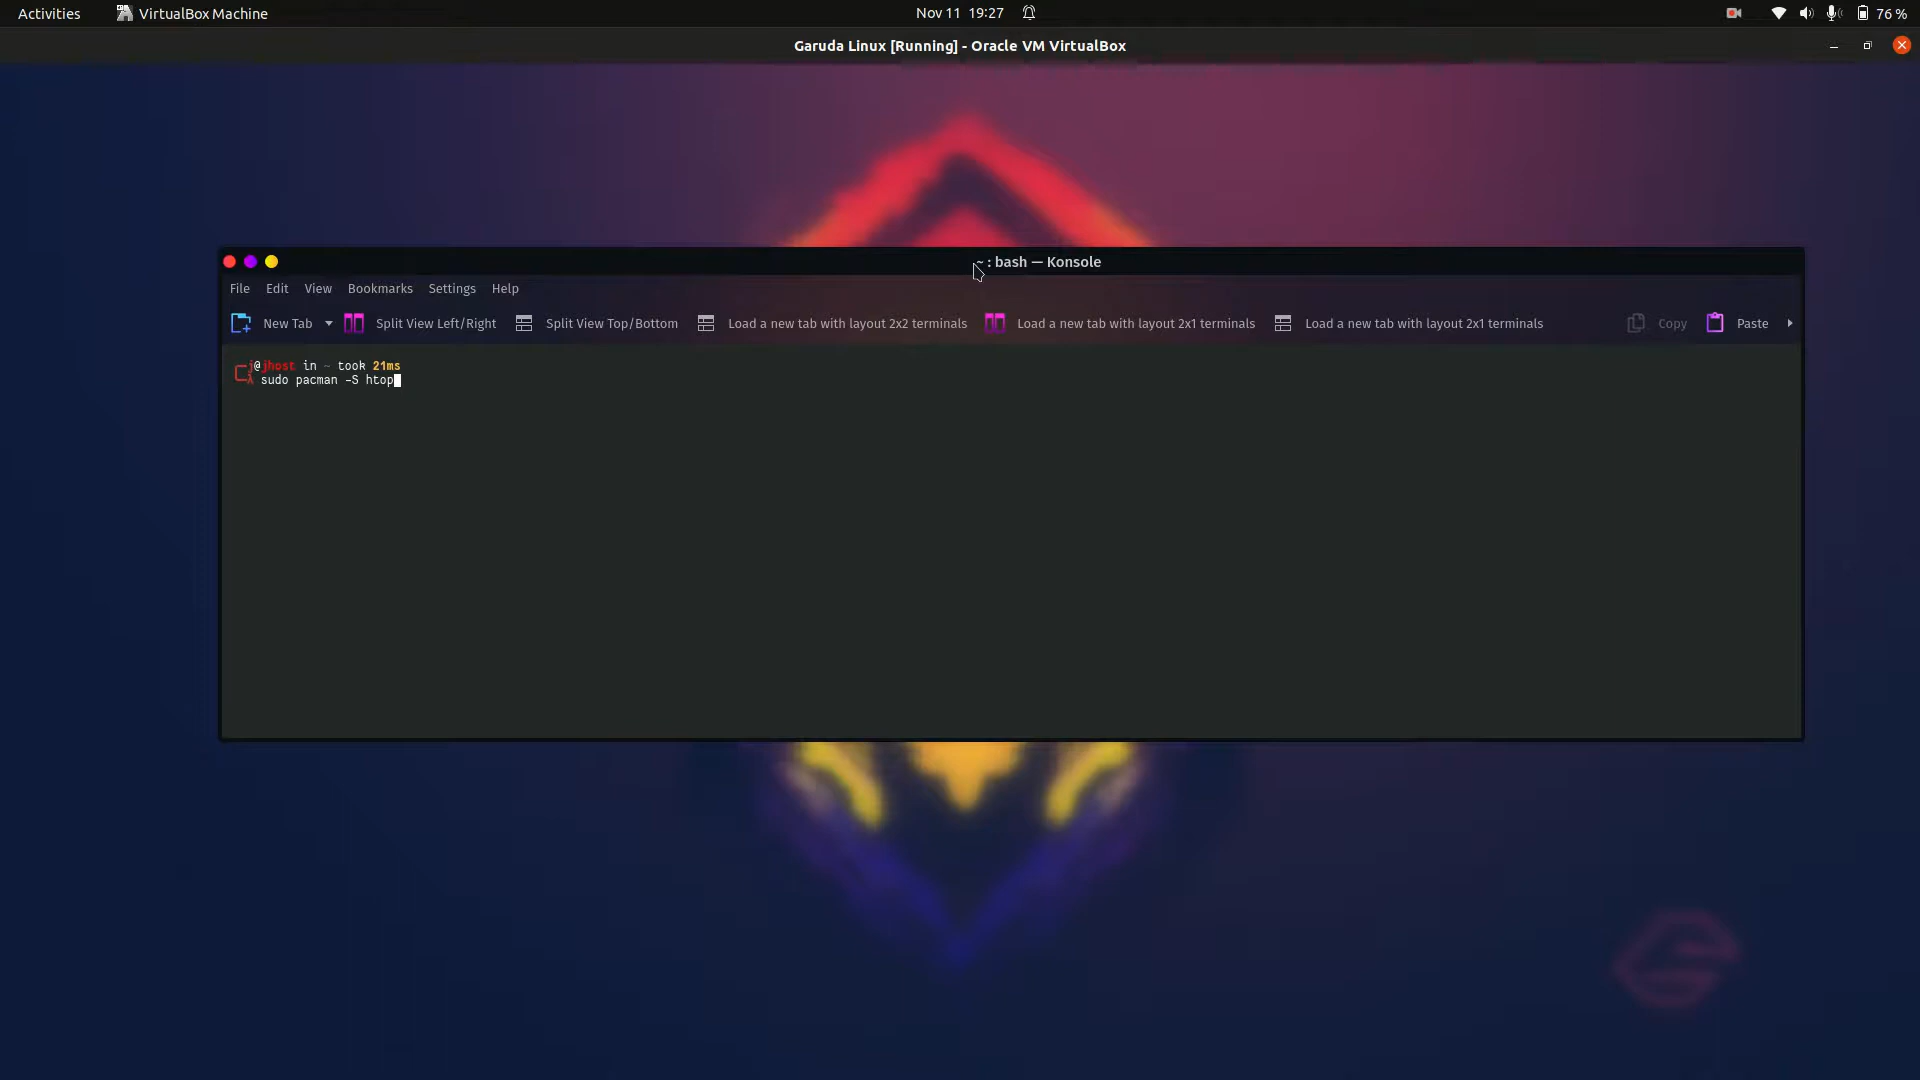 Activities VirtualBox Machine Nov 11 19:27 76 %
Garuda Linux [Running] - Oracle VM VirtualBox
~ : bash — Konsole
File Edit View Bookmarks Settings Help
New Tab Split View Left/Right Split View Top/Bottom Load a new tab with layout 2x2 terminals Load a new tab with layout 2x1 terminals Load a new tab with layout 2x1 terminals Copy Paste
j@jhost in ~ took 21ms
λ sudo pacman -S htop